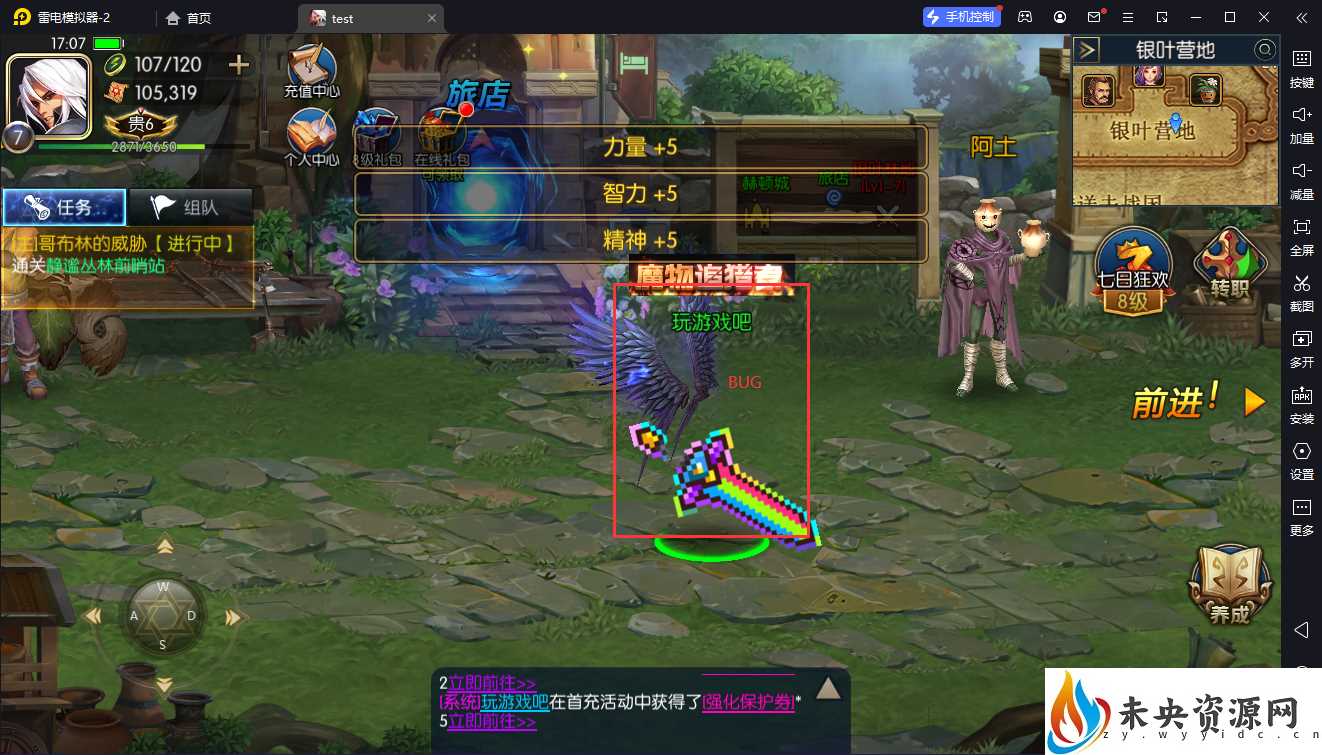 雷电模拟器-2
首页
test
手机控制
17:07
107/120
105,319
贵6
7
2871/3650
充值中心
个人中心
8级礼包
在线礼包
可领取
旅店
力量 +5
智力 +5
精神 +5
赫顿城
旅店
阿土
银叶营地
银叶营地
任务
组队
[主]哥布林的威胁【 进行中 】
通关静谧丛林前哨站
魔物追猎者
玩游戏吧
BUG
七日狂欢
8级
转职
前进!
养成
W
A
D
S
2立即前往>>
[系统]玩游戏吧在首充活动中获得了[强化保护券]*
5立即前往>>
按键
加量
减量
全屏
截图
多开
APK
安装
设置
更多
未央资源网
zy.wyyidc.cn